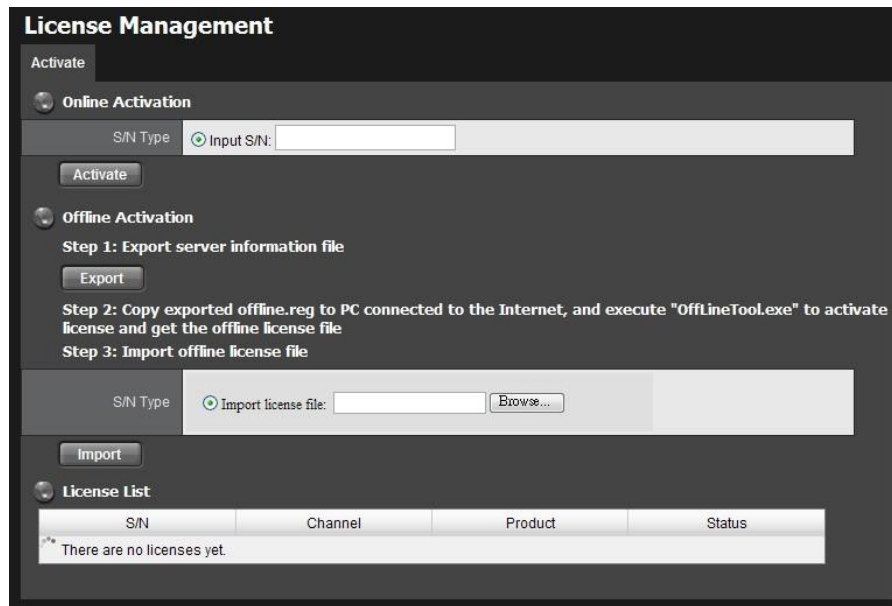 License Management
Activate
Online Activation
S/N Type
Input S/N:
Activate
Offline Activation
Step 1: Export server information file
Export
Step 2: Copy exported offline.reg to PC connected to the Internet, and execute "OffLineTool.exe" to activate
license and get the offline license file
Step 3: Import offline license file
S/N Type
Import license file:
Browse...
Import
License List
S/N Channel Product Status
There are no licenses yet.